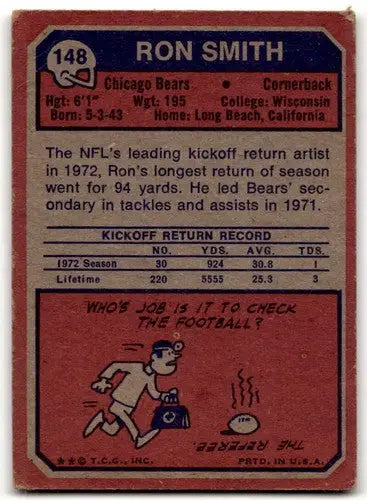 148
RON SMITH
Chicago Bears • Cornerback
Hgt: 6'1" Wgt: 195 College: Wisconsin
Born: 5-3-43 Home: Long Beach, California
The NFL's leading kickoff return artist
in 1972, Ron's longest return of season
went for 94 yards. He led Bears' sec-
ondary in tackles and assists in 1971.
KICKOFF RETURN RECORD
NO. YDS. AVG. TDS.
1972 Season 30 924 30.8 1
Lifetime 220 5555 25.3 3
WHO'S JOB IS IT TO CHECK
THE FOOTBALL?
THE REFEREE.
**© T.C.G., INC. PRTD. IN U.S.A.